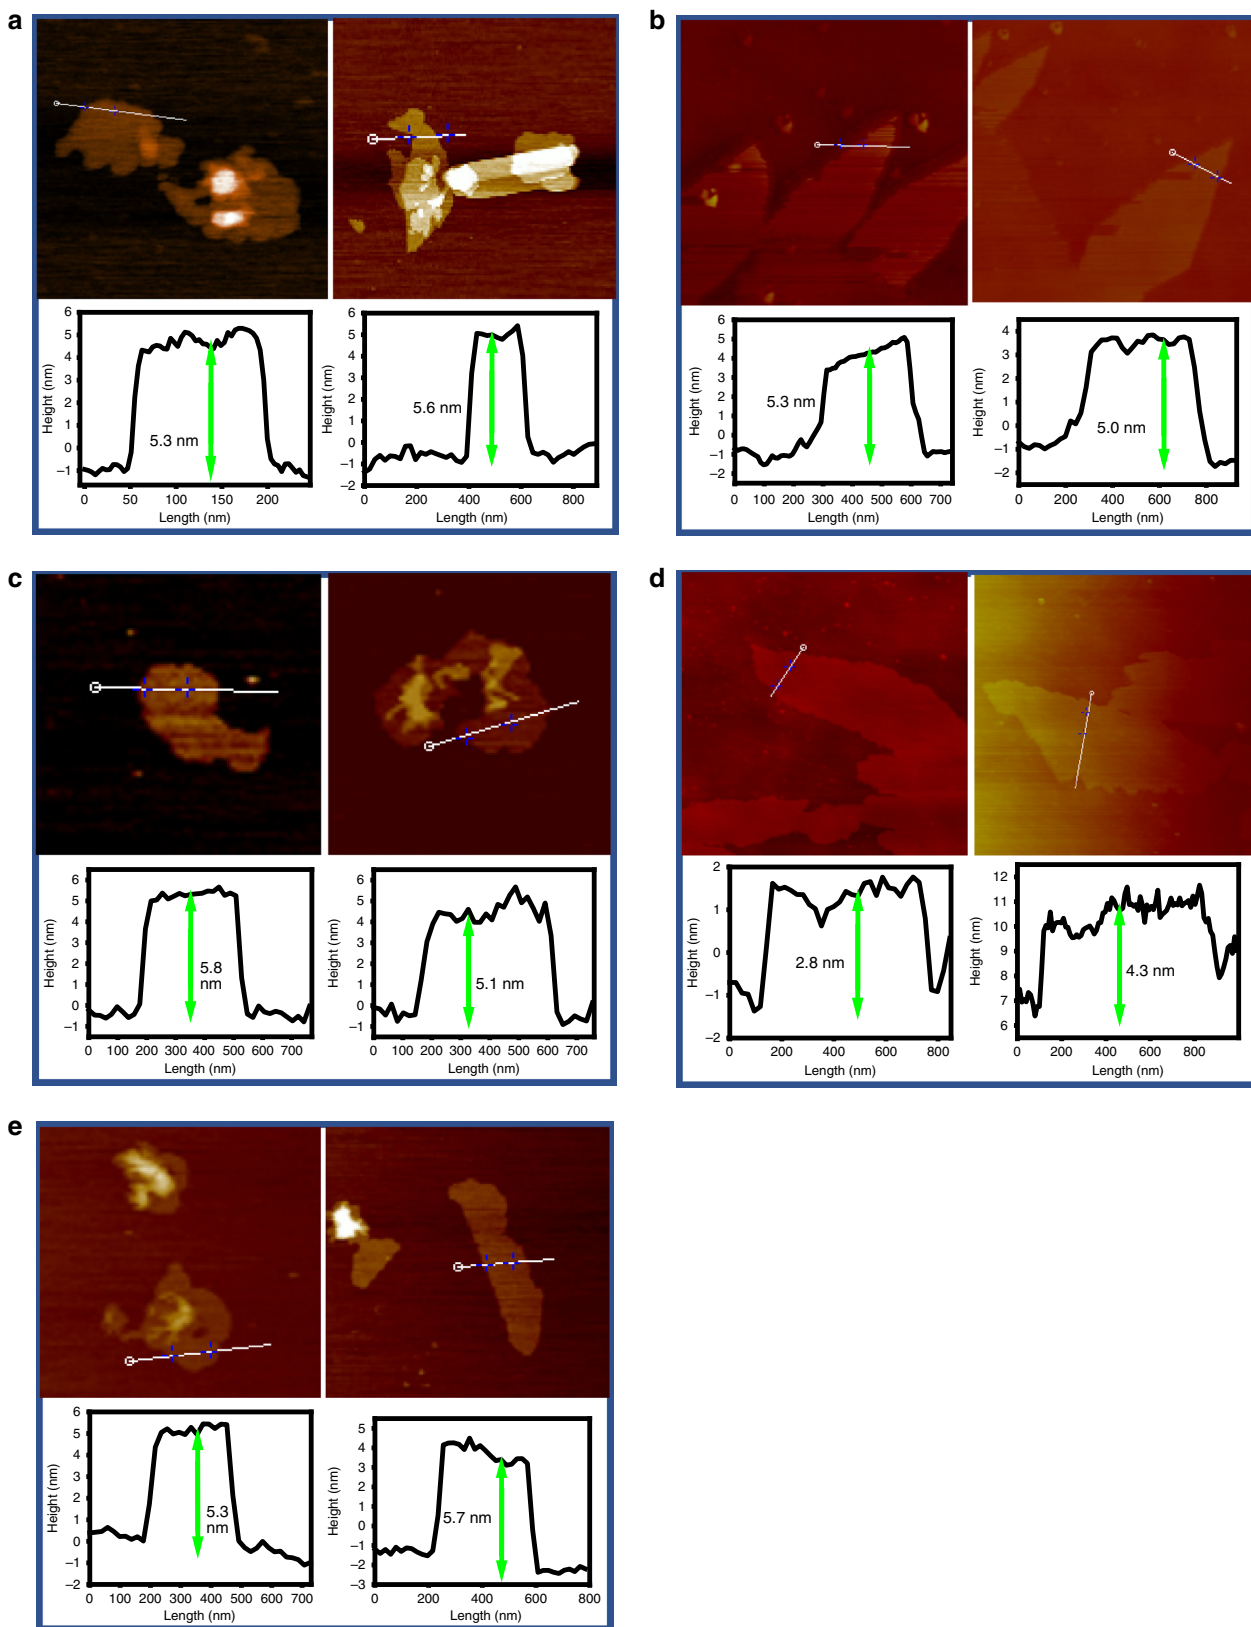 a
6
5
4
3
2
1
0
–1
Height (nm)
5.3 nm
0
50
100
150
200
Length (nm)
6
5
4
3
2
1
0
–1
–2
Height (nm)
5.6 nm
0
200
400
600
800
Length (nm)
b
6
5
4
3
2
1
0
–1
–2
Height (nm)
5.3 nm
0 100 200 300 400 500 600 700
Length (nm)
4
3
2
1
0
–1
–2
Height (nm)
5.0 nm
0
200
400
600
800
Length (nm)
c
6
5
4
3
2
1
0
–1
Height (nm)
5.8
nm
0 100 200 300 400 500 600 700
Length (nm)
6
5
4
3
2
1
0
–1
Height (nm)
5.1 nm
0 100 200 300 400 500 600 700
Length (nm)
d
2
1
0
–1
–2
Height (nm)
2.8 nm
0
200
400
600
800
Length (nm)
12
11
10
9
8
7
6
Height (nm)
4.3 nm
0
200
400
600
800
Length (nm)
e
6
5
4
3
2
1
0
–1
–2
Height (nm)
5.3
nm
0 100 200 300 400 500 600 700
Length (nm)
5
4
3
2
1
0
–1
–2
–3
Height (nm)
5.7 nm
0
200
400
600
800
Length (nm)